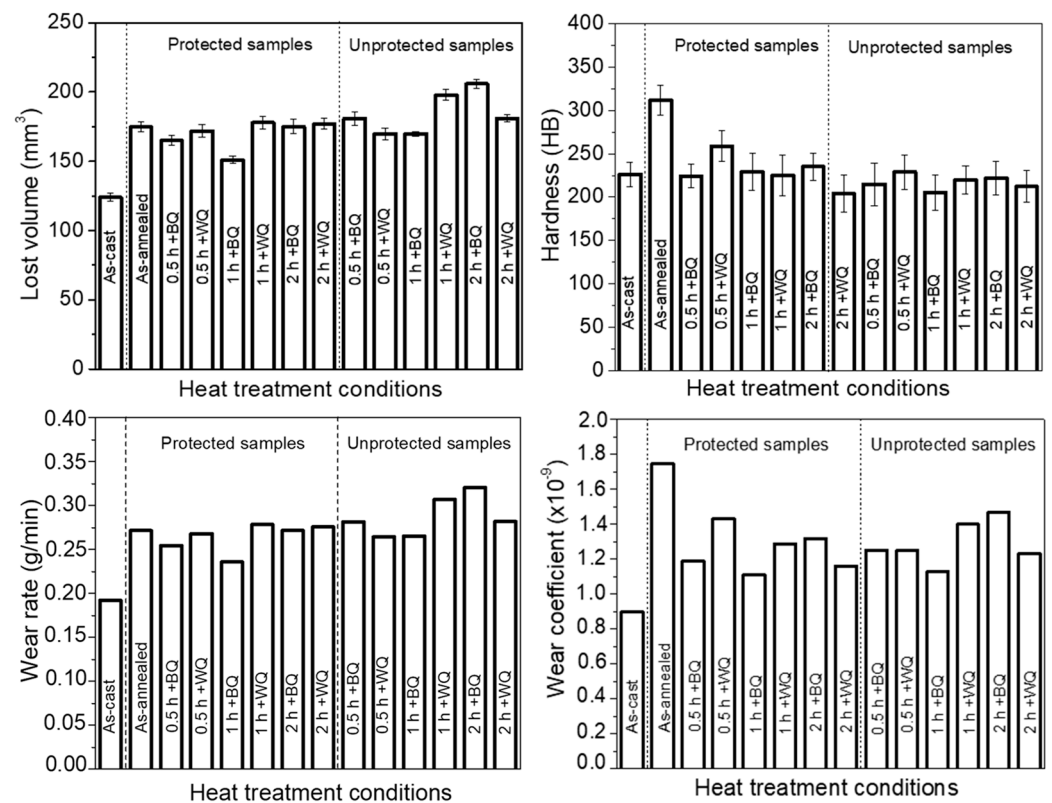 Lost volume (mm³)
250
200
150
100
50
0
Protected samples
Unprotected samples
As-cast
As-annealed
0.5 h +BQ
0.5 h +WQ
1 h +BQ
1 h +WQ
2 h +BQ
2 h +WQ
0.5 h +BQ
0.5 h +WQ
1 h +BQ
1 h +WQ
2 h +BQ
2 h +WQ
Heat treatment conditions
Hardness (HB)
400
350
300
250
200
150
100
50
0
Protected samples
Unprotected samples
As-cast
As-annealed
0.5 h +BQ
0.5 h +WQ
1 h +BQ
1 h +WQ
2 h +BQ
2 h +WQ
0.5 h +BQ
0.5 h +WQ
1 h +BQ
1 h +WQ
2 h +BQ
2 h +WQ
Heat treatment conditions
Wear rate (g/min)
0.40
0.35
0.30
0.25
0.20
0.15
0.10
0.05
0.00
Protected samples
Unprotected samples
As-cast
As-annealed
0.5 h +BQ
0.5 h +WQ
1 h +BQ
1 h +WQ
2 h +BQ
2 h +WQ
0.5 h +BQ
0.5 h +WQ
1 h +BQ
1 h +WQ
2 h +BQ
2 h +WQ
Heat treatment conditions
Wear coefficient (x10⁻⁹)
2.0
1.8
1.6
1.4
1.2
1.0
0.8
0.6
0.4
0.2
0.0
Protected samples
Unprotected samples
As-cast
As-annealed
0.5 h +BQ
0.5 h +WQ
1 h +BQ
1 h +WQ
2 h +BQ
2 h +WQ
0.5 h +BQ
0.5 h +WQ
1 h +BQ
1 h +WQ
2 h +BQ
2 h +WQ
Heat treatment conditions